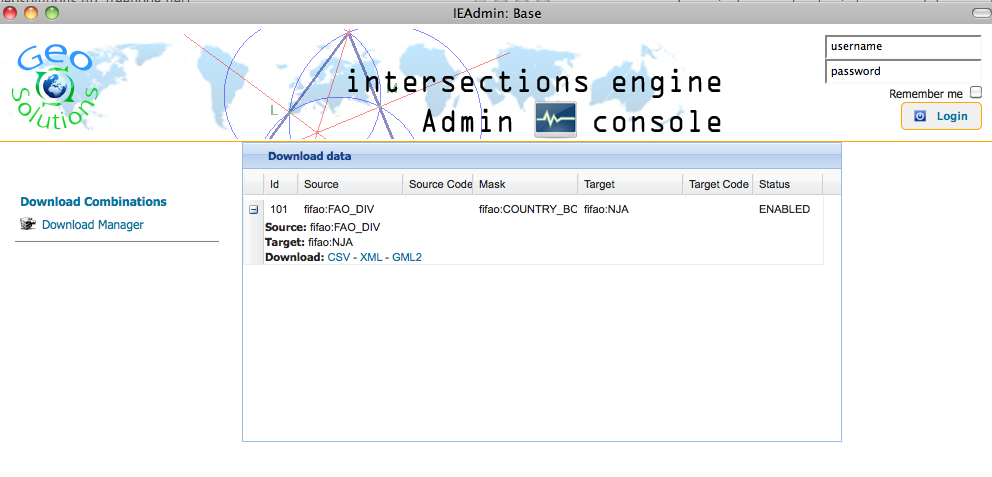 IEAdmin: Base
Geo Solutions
L
intersections engine
Admin console
username
password
Remember me
Login
Download data
Download Combinations
Download Manager
Id Source Source Code Mask Target Target Code Status
101 fifao:FAO_DIV fifao:COUNTRY_BO fifao:NJA ENABLED
Source: fifao:FAO_DIV
Target: fifao:NJA
Download: CSV - XML - GML2